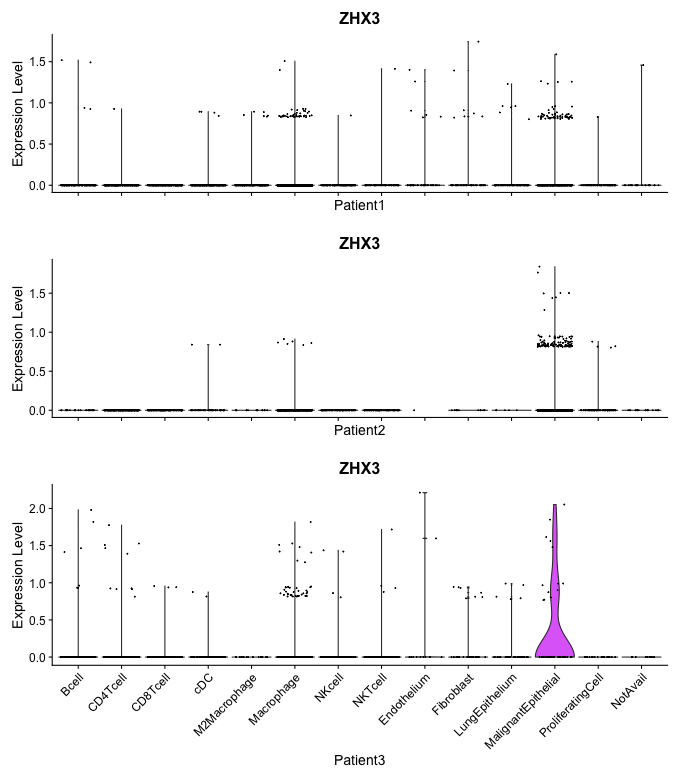 ZHX3
Expression Level
1.5
1.0
0.5
0.0
Patient1
ZHX3
Expression Level
1.5
1.0
0.5
0.0
Patient2
ZHX3
Expression Level
2.0
1.5
1.0
0.5
0.0
Bcell
CD4Tcell
CD8Tcell
cDC
M2Macrophage
Macrophage
NKcell
NKTcell
Endothelium
Fibroblast
LungEpithelium
MalignantEpithelial
ProliferatingCell
NotAvail
Patient3